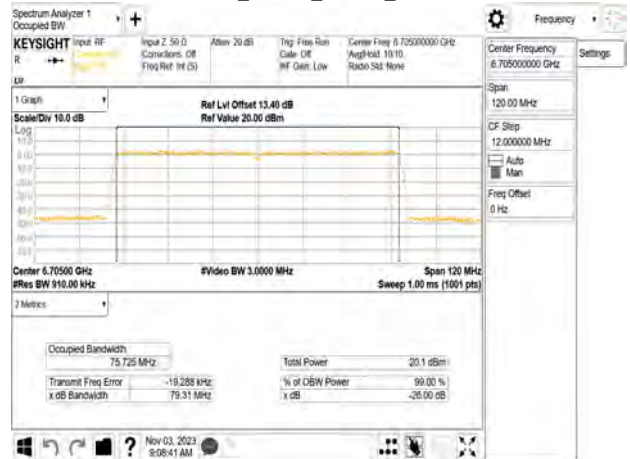 Spectrum Analyzer 1
Occupied BW
Frequency
KEYSIGHT
R
Input: RF
Input Z: 50 Ω
Corrections: Off
Freq Ref: Int (S)
Atten: 20 dB
Trig: Free Run
Gate: Off
#IF Gain: Low
Center Freq: 6.705000000 GHz
Avg|Hold: 10/10
Radio Std: None
Center Frequency
6.705000000 GHz
Settings
Span
120.00 MHz
CF Step
12.000000 MHz
Auto
Man
Freq Offset
0 Hz
1 Graph
Scale/Div 10.0 dB
Ref Lvl Offset 13.40 dB
Ref Value 20.00 dBm
Log
Center 6.70500 GHz
#Video BW 3.0000 MHz
Span 120 MHz
#Res BW 910.00 kHz
Sweep 1.00 ms (1001 pts)
2 Metrics
Occupied Bandwidth
75.725 MHz
Total Power
20.1 dBm
Transmit Freq Error
-19.288 kHz
% of OBW Power
99.00 %
x dB Bandwidth
79.31 MHz
x dB
-26.00 dB
Nov 03, 2023
9:08:41 AM